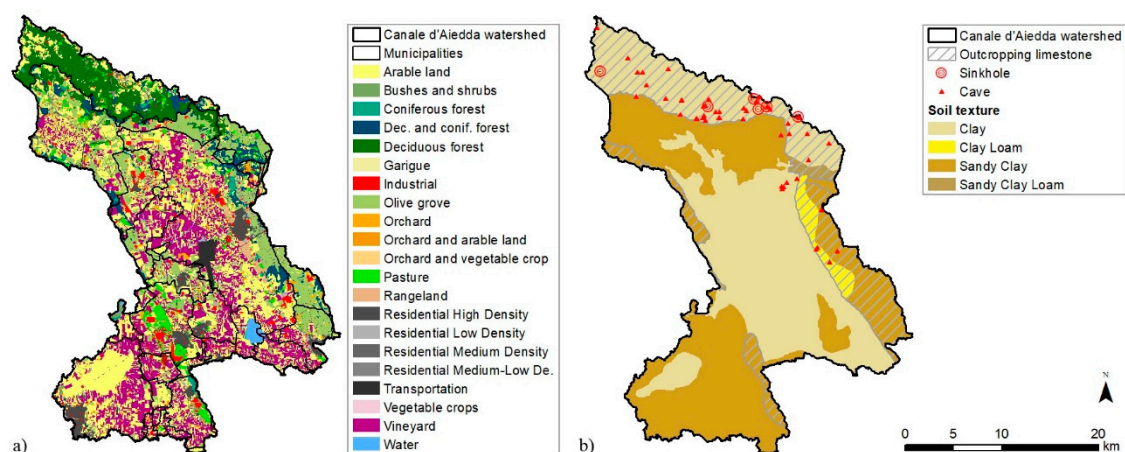 Canale d'Aiedda watershed
Municipalities
Arable land
Bushes and shrubs
Coniferous forest
Dec. and conif. forest
Deciduous forest
Garigue
Industrial
Olive grove
Orchard
Orchard and arable land
Orchard and vegetable crop
Pasture
Rangeland
Residential High Density
Residential Low Density
Residential Medium Density
Residential Medium-Low De.
Transportation
Vegetable crops
Vineyard
Water
a)
Canale d'Aiedda watershed
Outcropping limestone
Sinkhole
Cave
Soil texture
Clay
Clay Loam
Sandy Clay
Sandy Clay Loam
N
0 5 10 20
km
b)